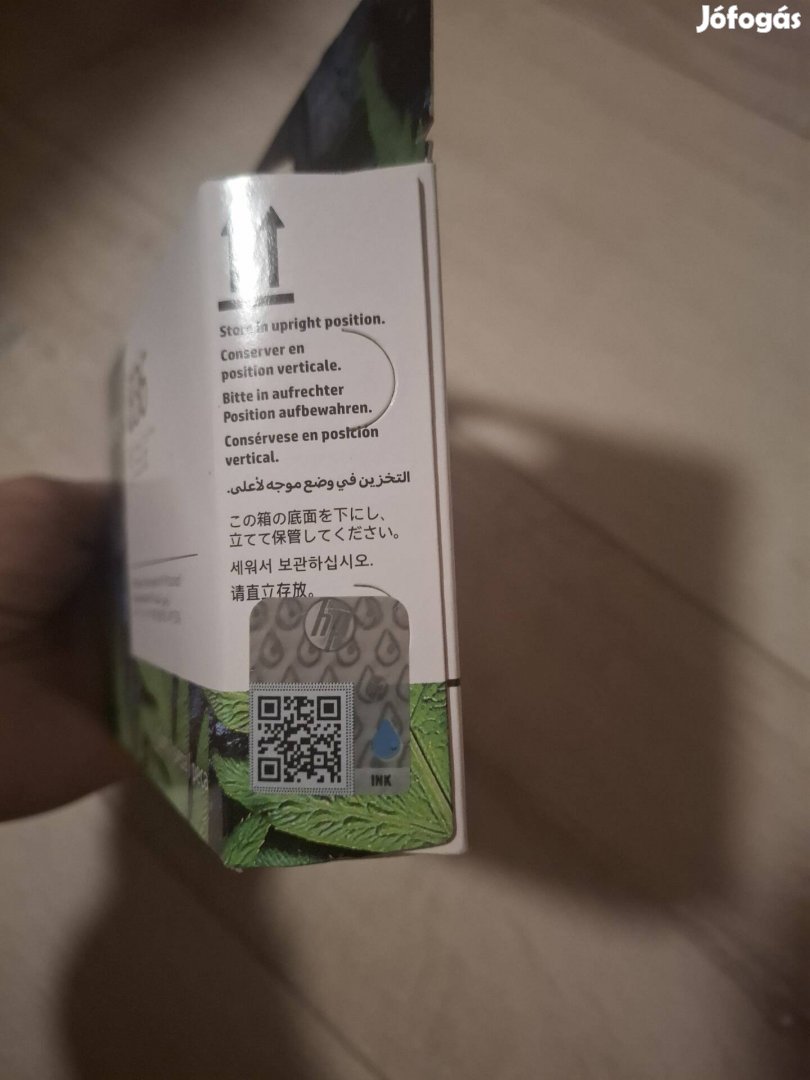 Jófogás
Store in upright position.
Conserver en
position verticale.
Bitte in aufrechter
Position aufbewahren.
Consérvese en posición
vertical.
التخزين في وضع موجه لأعلى.
この箱の底面を下にし、
立てて保管してください。
세워서 보관하십시오.
请直立存放。
hp
INK